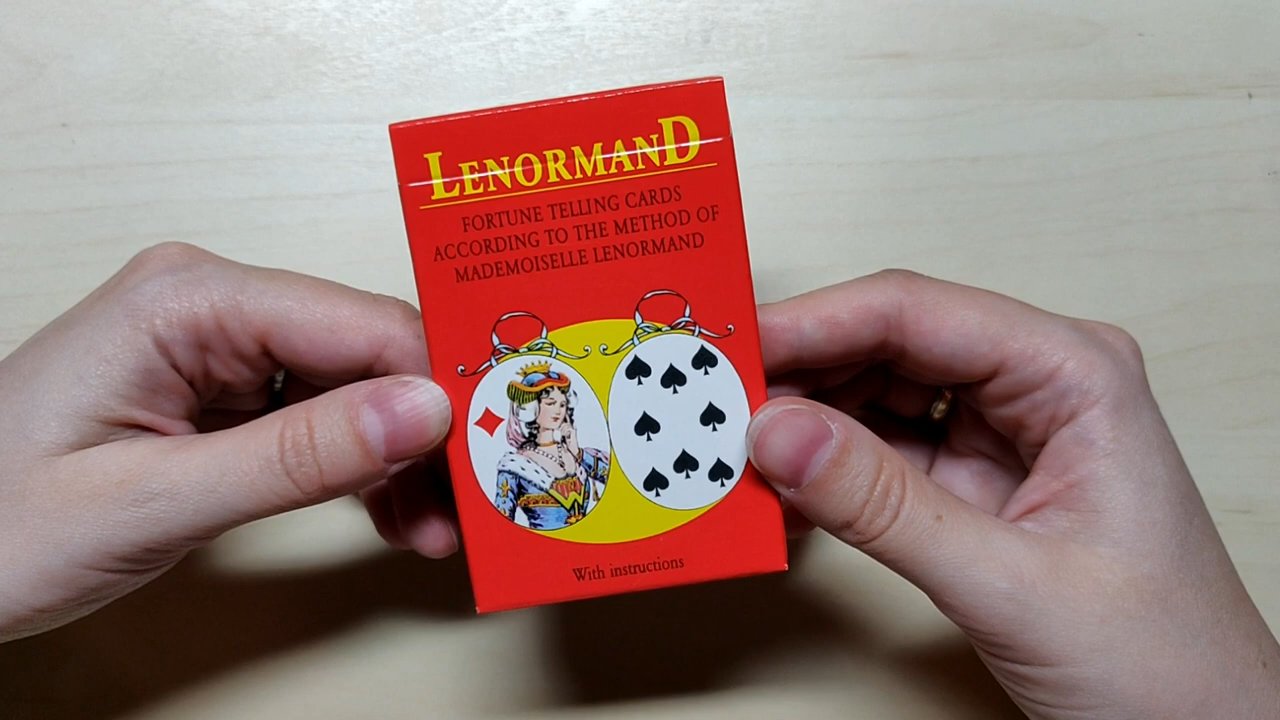 LENORMAND
FORTUNE TELLING CARDS
ACCORDING TO THE METHOD OF
MADEMOISELLE LENORMAND
With instructions